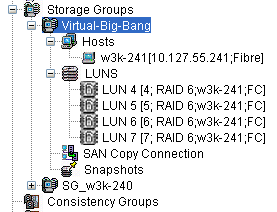 Storage Groups
Virtual-Big-Bang
Hosts
w3k-241[10.127.55.241;Fibre]
LUNS
LUN 4 [4; RAID 6;w3k-241;FC]
LUN 5 [5; RAID 6;w3k-241;FC]
LUN 6 [6; RAID 6;w3k-241;FC]
LUN 7 [7; RAID 6;w3k-241;FC]
SAN Copy Connection
Snapshots
SG_w3k-240
Consistency Groups